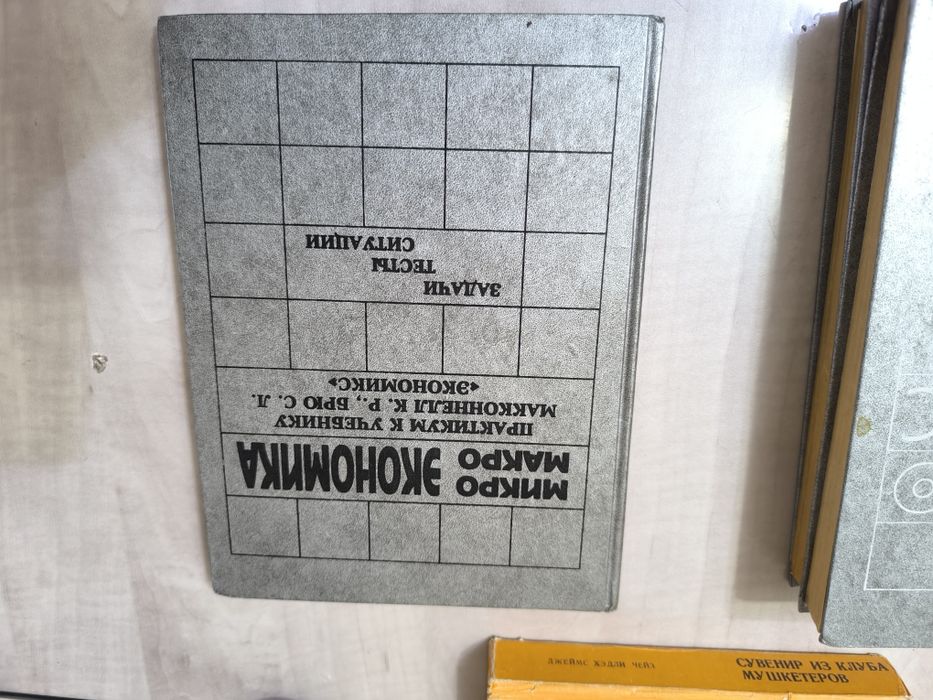 МИКРО
МАКРО
ЭКОНОМИКА
ПРАКТИКУМ К УЧЕБНИКУ
МАККОННЕЛЛ К. Р., БРЮ С. Л.
«ЭКОНОМИКС»
ЗАДАЧИ
ТЕСТЫ
СИТУАЦИИ
ДЖЕЙМС ХЭДЛИ ЧЕЙЗ
СУВЕНИР ИЗ КЛУБА
МУШКЕТЕРОВ